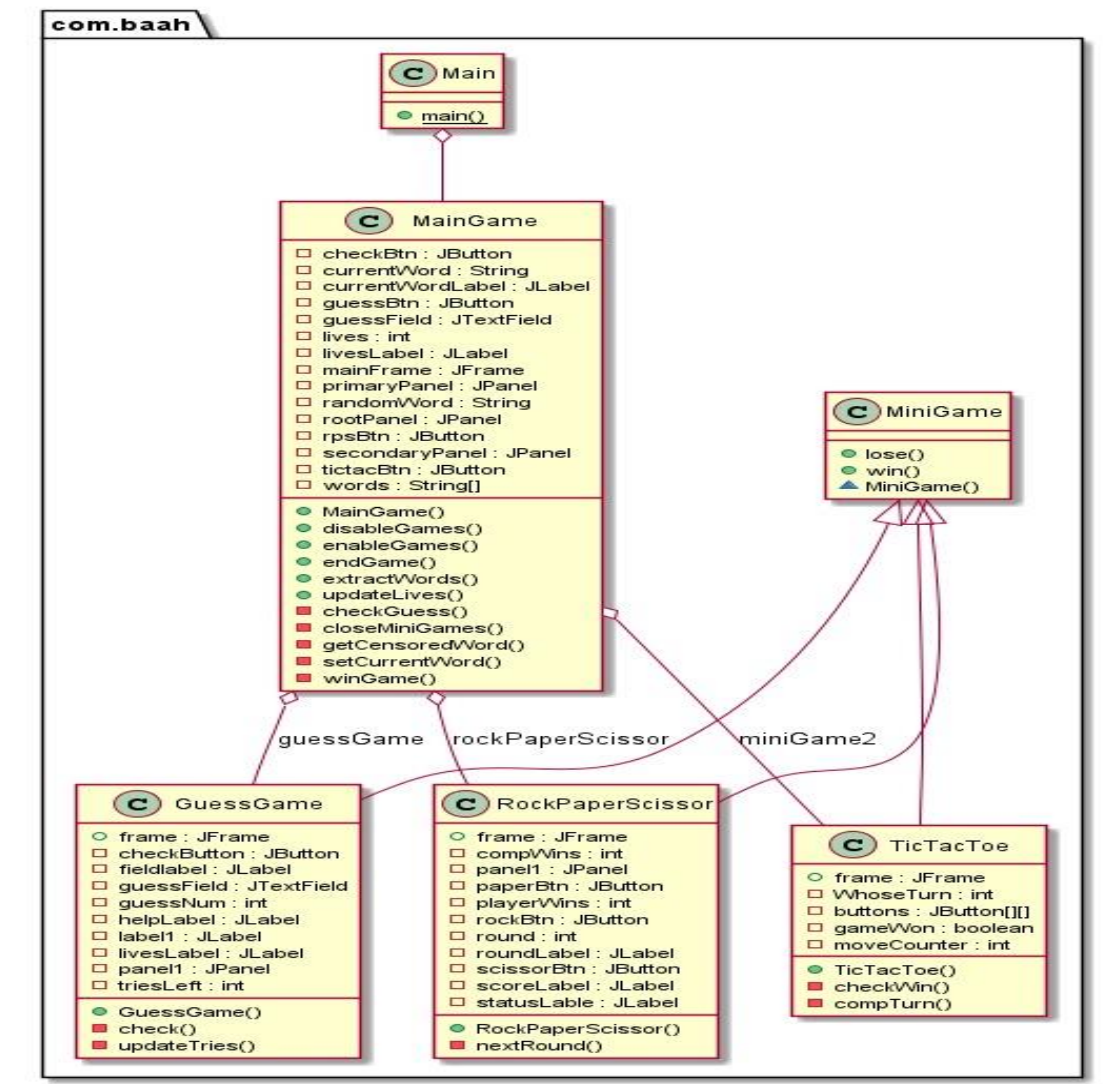 com.baah
C Main
main()
C MainGame
checkBtn : JButton
currentWord : String
currentWordLabel : JLabel
guessBtn : JButton
guessField : JTextField
lives : int
livesLabel : JLabel
mainFrame : JFrame
primaryPanel : JPanel
randomWord : String
rootPanel : JPanel
rpsBtn : JButton
secondaryPanel : JPanel
tictacBtn : JButton
words : String[]
MainGame()
disableGames()
enableGames()
endGame()
extractWords()
updateLives()
checkGuess()
closeMiniGames()
getCensoredWord()
setCurrentWord()
winGame()
C MiniGame
lose()
win()
MiniGame()
guessGame
rockPaperScissor
miniGame2
C GuessGame
frame : JFrame
checkButton : JButton
fieldlabel : JLabel
guessField : JTextField
guessNum : int
helpLabel : JLabel
label1 : JLabel
livesLabel : JLabel
panel1 : JPanel
triesLeft : int
GuessGame()
check()
updateTries()
C RockPaperScissor
frame : JFrame
compWins : int
panel1 : JPanel
paperBtn : JButton
playerWins : int
rockBtn : JButton
round : int
roundLabel : JLabel
scissorBtn : JButton
scoreLabel : JLabel
statusLable : JLabel
RockPaperScissor()
nextRound()
C TicTacToe
frame : JFrame
WhoseTurn : int
buttons : JButton[][]
gameWon : boolean
moveCounter : int
TicTacToe()
checkWin()
compTurn()